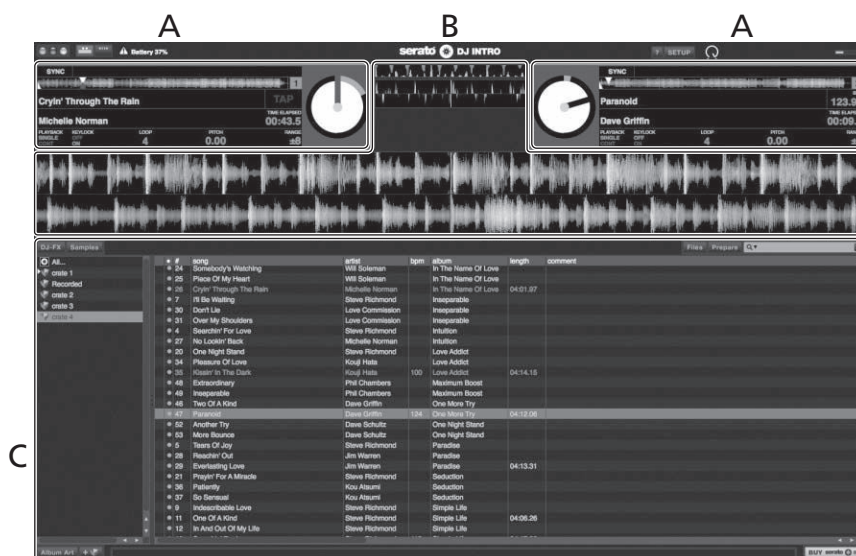 A B A
Battery 37% serato DJ INTRO SETUP
SYNC SYNC
1
Cryin' Through The Rain TAP Paranoid 123.9
Michelle Norman TIME ELAPSED 00:43.5 Dave Griffin TIME ELAPSED 00:09.
PLAYBACK KEYLOCK LOOP PITCH RANGE PLAYBACK KEYLOCK LOOP PITCH RANGE
SINGLE OFF 4 0.00 ±8 SINGLE OFF 4 0.00 ±8
CONT ON CONT ON
DJ-FX Samples Files Prepare
# song artist bpm album length comment
All...
crate 1
Recorded
crate 2
crate 3
crate 4
24 Somebody's Watching Will Soleman In The Name Of Love
25 Piece Of My Heart Will Soleman In The Name Of Love
26 Cryin' Through The Rain Michelle Norman In The Name Of Love 04:01.97
7 I'll Be Waiting Steve Richmond Inseparable
30 Don't Lie Love Commission Inseparable
31 Over My Shoulders Love Commission Inseparable
4 Searchin' For Love Steve Richmond Intuition
27 No Lookin' Back Michelle Norman Intuition
20 One Night Stand Steve Richmond Love Addict
34 Pleasure Of Love Kouji Hata Love Addict
35 Kissin' In The Dark Kouji Hata 100 Love Addict 04:14.15
48 Extraordinary Phil Chambers Maximum Boost
49 Inseparable Phil Chambers Maximum Boost
46 Two Of A Kind Dave Griffin One More Try
47 Paranoid Dave Griffin 124 One More Try 04:12.06
52 Another Try Dave Schultz One Night Stand
53 More Bounce Dave Schultz One Night Stand
5 Tears Of Joy Steve Richmond Paradise
28 Reachin' Out Jim Warren Paradise
29 Everlasting Love Jim Warren Paradise 04:13.31
21 Prayin' For A Miracle Steve Richmond Seduction
36 Patiently Kou Atsumi Seduction
37 So Sensual Kou Atsumi Seduction
9 Indescribable Love Steve Richmond Simple Life
11 One Of A Kind Steve Richmond Simple Life 04:06.26
12 In And Out Of My Life Steve Richmond Simple Life
C
Album Art BUY serato